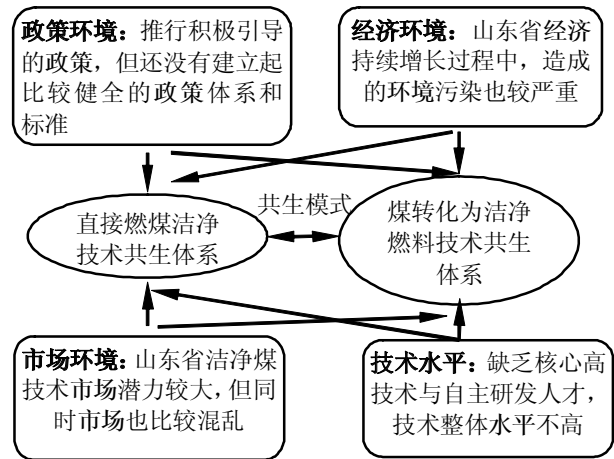 政策环境：推行积极引导
的政策，但还没有建立起
比较健全的政策体系和
标准
经济环境：山东省经济
持续增长过程中，造成
的环境污染也较严重
共生模式
直接燃煤洁净
技术共生体系
煤转化为洁净
燃料技术共生
体系
市场环境：山东省洁净煤
技术市场潜力较大，但同
时市场也比较混乱
技术水平：缺乏核心高
技术与自主研发人才，
技术整体水平不高